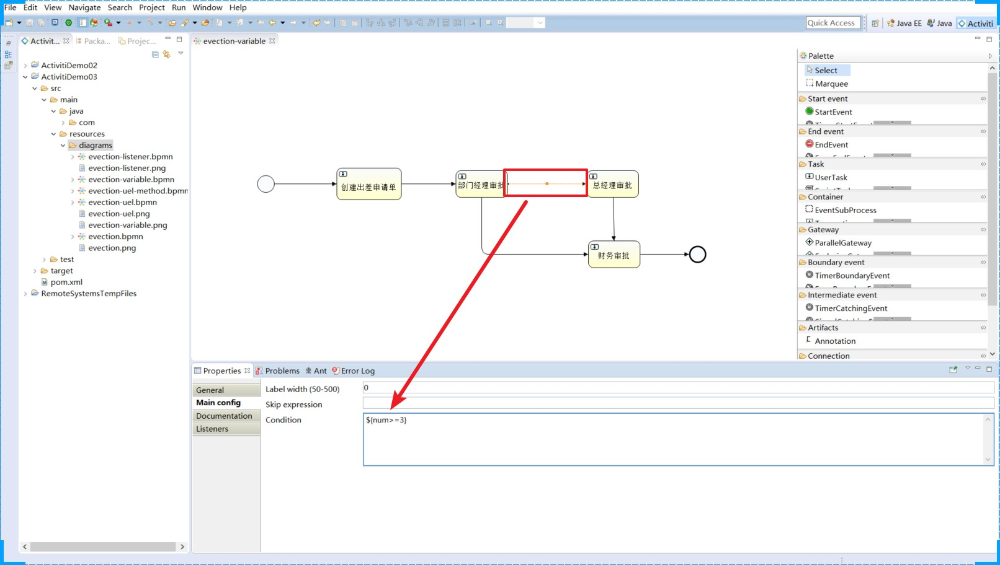 File Edit View Navigate Search Project Run Window Help
Quick Access
Java EE
Java
Activiti
Activit...
Packa...
Projec...
evection-variable
ActivitiDemo02
ActivitiDemo03
src
main
java
com
resources
diagrams
evection-listener.bpmn
evection-listener.png
evection-variable.bpmn
evection-uel-method.bpmn
evection-uel.bpmn
evection-uel.png
evection-variable.png
evection.bpmn
evection.png
test
target
pom.xml
RemoteSystemsTempFiles
创建出差申请单
部门经理审批
总经理审批
财务审批
Palette
Select
Marquee
Start event
StartEvent
End event
EndEvent
Task
UserTask
Container
EventSubProcess
Gateway
ParallelGateway
Boundary event
TimerBoundaryEvent
Intermediate event
TimerCatchingEvent
Artifacts
Annotation
Connection
Properties
Problems
Ant
Error Log
General
Main config
Documentation
Listeners
Label width (50-500)
0
Skip expression
Condition
${num>=3}